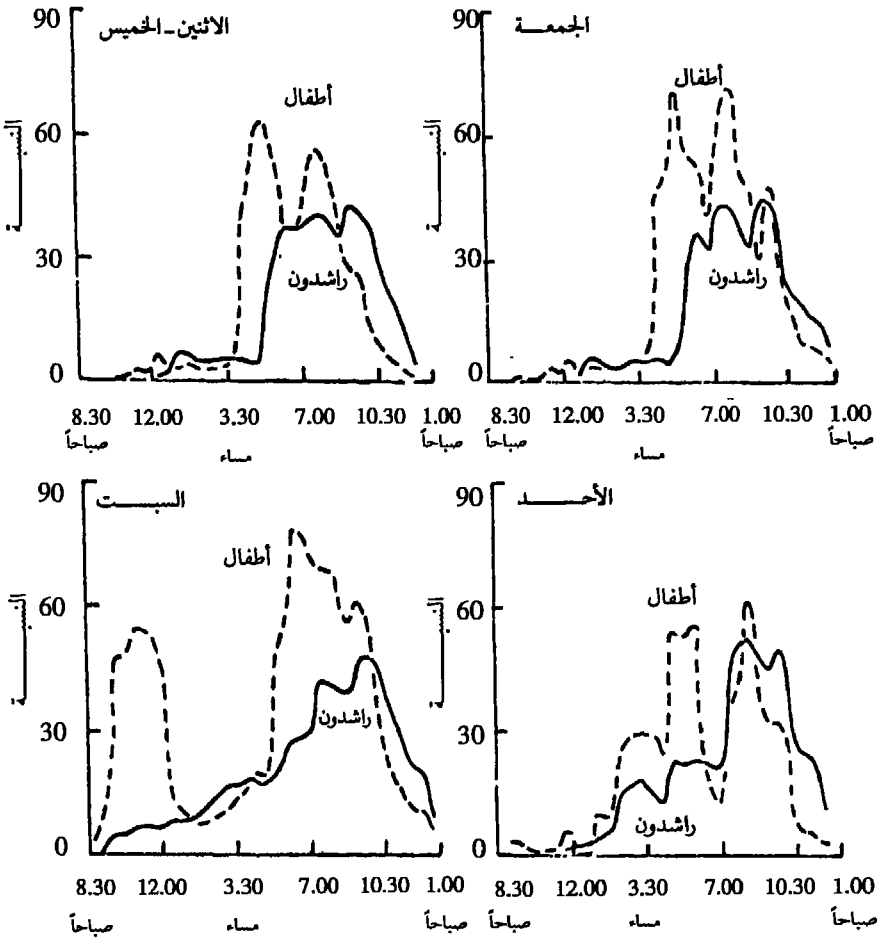 الاثنين - الخميس
90
60
30
0
النسبة
أطفال
راشدون
8.30 12.00 3.30 7.00 10.30 1.00
صباحاً مساء صباحاً
الجمعة
90
60
30
0
النسبة
أطفال
راشدون
8.30 12.00 3.30 7.00 10.30 1.00
صباحاً مساء صباحاً
السبت
90
60
30
0
النسبة
أطفال
راشدون
8.30 12.00 3.30 7.00 10.30 1.00
صباحاً مساء صباحاً
الأحد
90
60
30
0
النسبة
أطفال
راشدون
8.30 12.00 3.30 7.00 10.30 1.00
صباحاً مساء صباحاً